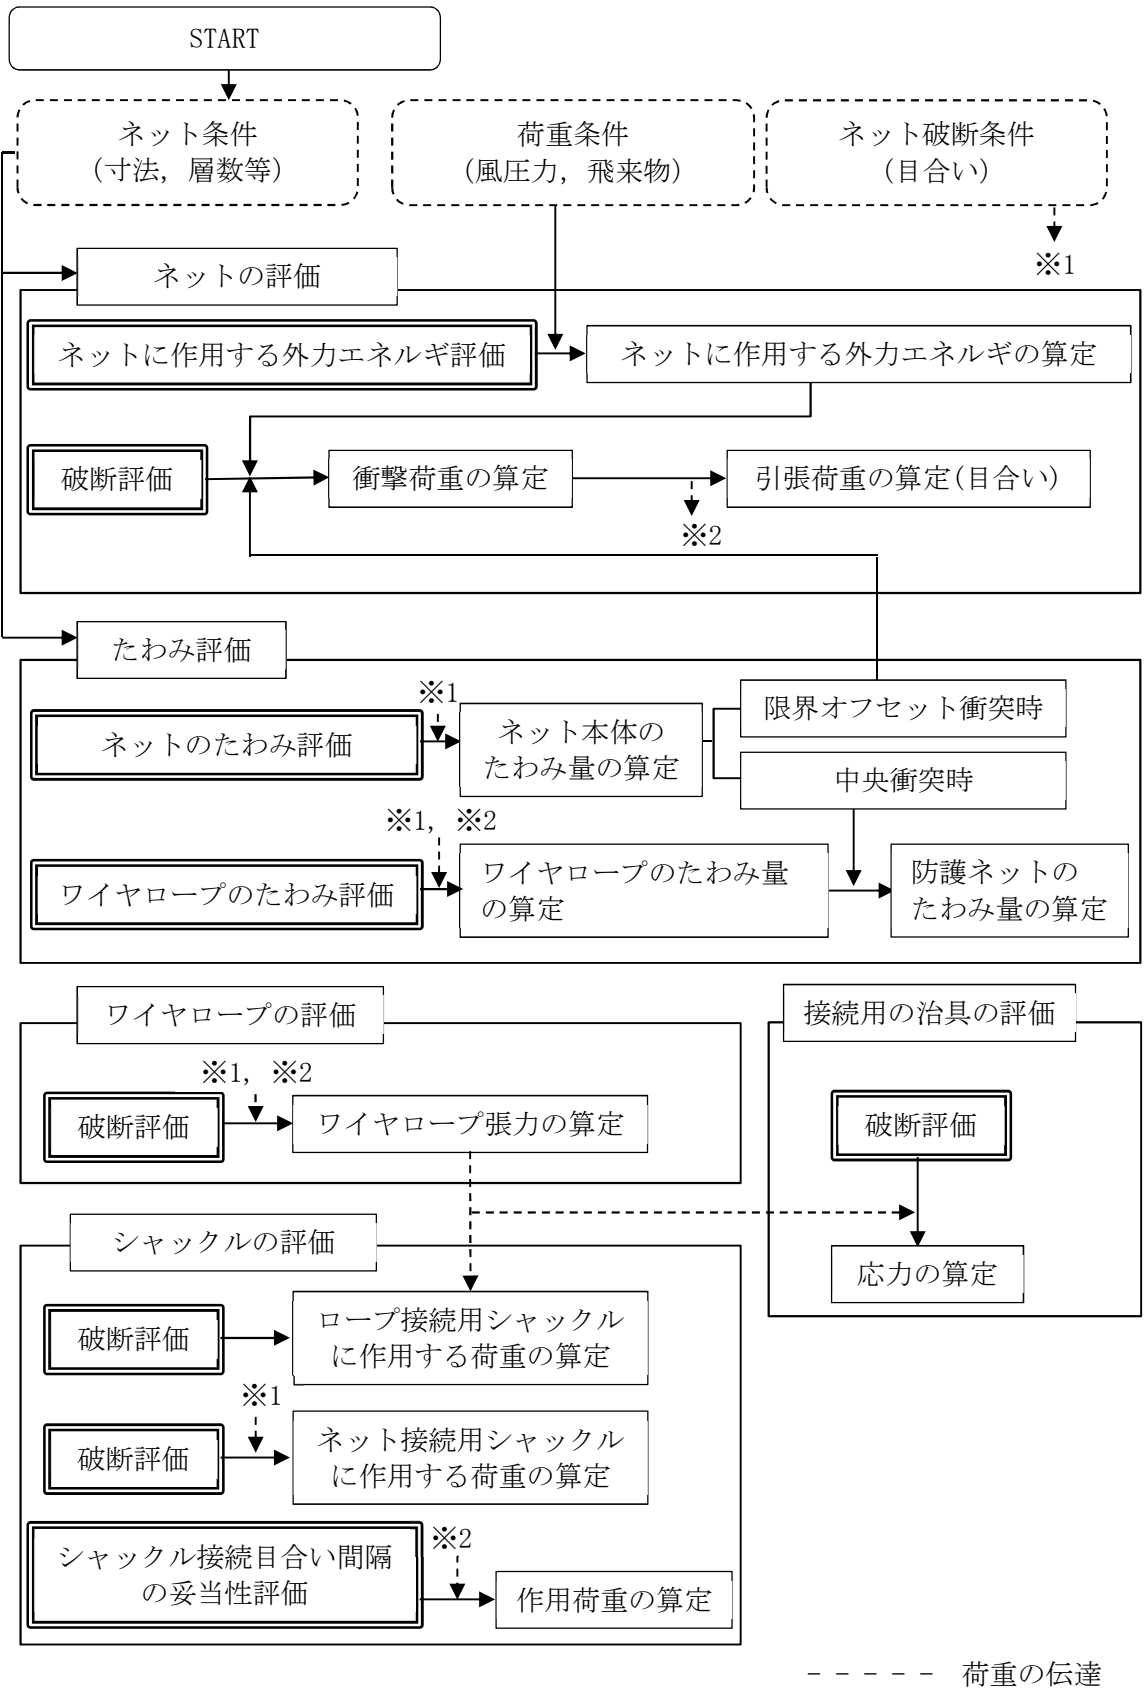 START
ネット条件
(寸法, 層数等)
荷重条件
(風圧力, 飛来物)
ネット破断条件
(目合い)
※1
ネットの評価
ネットに作用する外力エネルギ評価
ネットに作用する外力エネルギの算定
破断評価
衝撃荷重の算定
引張荷重の算定(目合い)
※2
たわみ評価
※1
ネットのたわみ評価
ネット本体の
たわみ量の算定
限界オフセット衝突時
中央衝突時
※1, ※2
ワイヤロープのたわみ評価
ワイヤロープのたわみ量
の算定
防護ネットの
たわみ量の算定
ワイヤロープの評価
※1, ※2
破断評価
ワイヤロープ張力の算定
接続用の治具の評価
破断評価
応力の算定
シャックルの評価
破断評価
ロープ接続用シャックル
に作用する荷重の算定
※1
破断評価
ネット接続用シャックル
に作用する荷重の算定
シャックル接続目合い間隔
の妥当性評価
※2
作用荷重の算定
----- 荷重の伝達